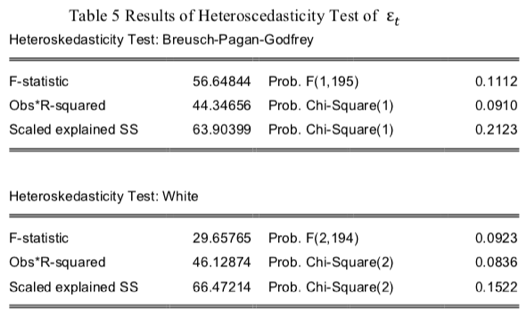 Table 5 Results of Heteroscedasticity Test of εt
Heteroskedasticity Test: Breusch-Pagan-Godfrey
F-statistic 56.64844 Prob. F(1,195) 0.1112
Obs*R-squared 44.34656 Prob. Chi-Square(1) 0.0910
Scaled explained SS 63.90399 Prob. Chi-Square(1) 0.2123
Heteroskedasticity Test: White
F-statistic 29.65765 Prob. F(2,194) 0.0923
Obs*R-squared 46.12874 Prob. Chi-Square(2) 0.0836
Scaled explained SS 66.47214 Prob. Chi-Square(2) 0.1522